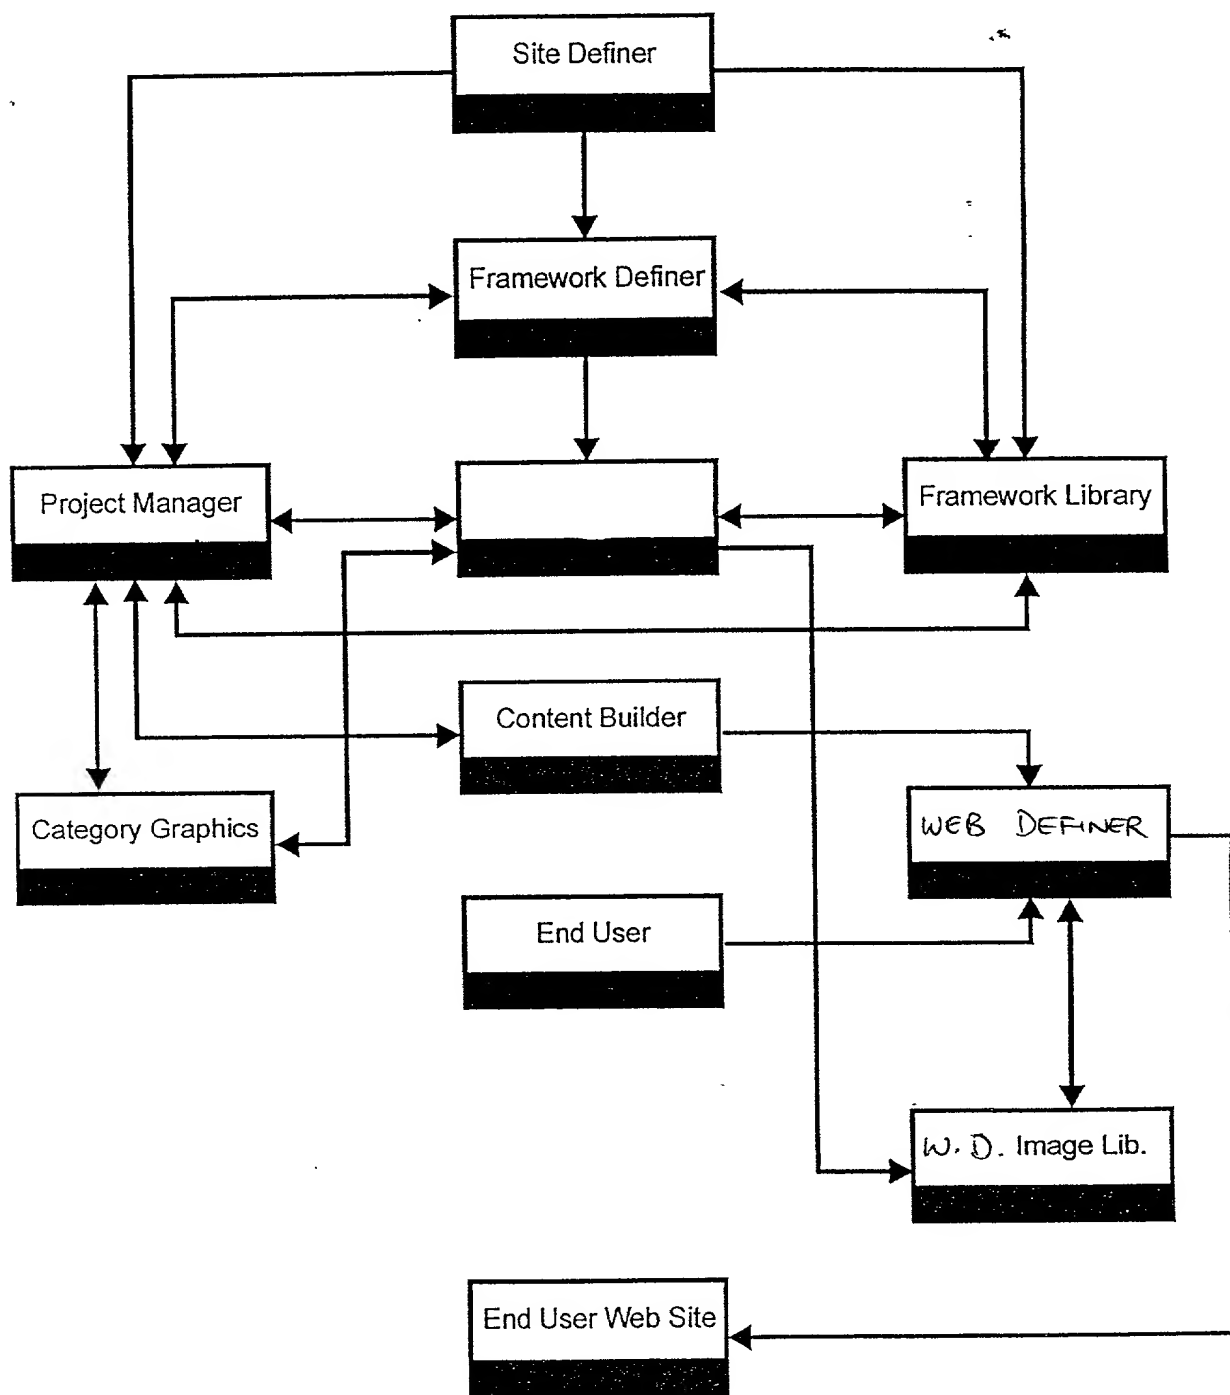 Site Definer
Framework Definer
Project Manager
Framework Library
Content Builder
Category Graphics
WEB DEFINER
End User
W. D. Image Lib.
End User Web Site